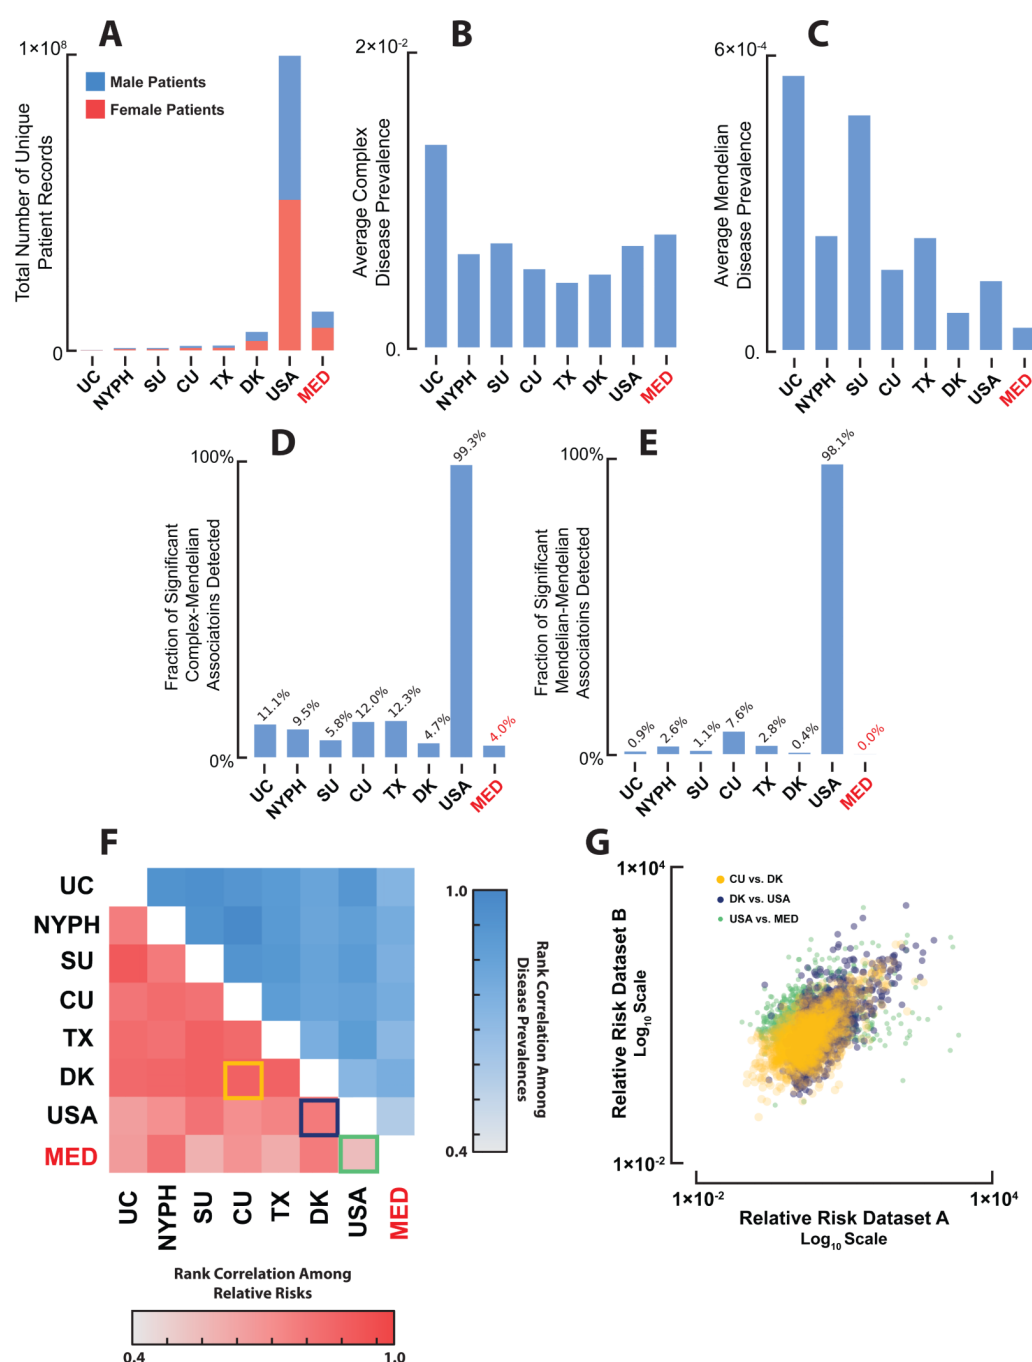 A
1×10⁸
Total Number of Unique
Patient Records
Male Patients
Female Patients
0
UC
NYPH
SU
CU
TX
DK
USA
MED
B
2×10⁻²
Average Complex
Disease Prevalence
0.
UC
NYPH
SU
CU
TX
DK
USA
MED
C
6×10⁻⁴
Average Mendelian
Disease Prevalence
0.
UC
NYPH
SU
CU
TX
DK
USA
MED
D
100%
Fraction of Significant
Complex-Mendelian
Associatoins Detected
0%
11.1%
9.5%
5.8%
12.0%
12.3%
4.7%
99.3%
4.0%
UC
NYPH
SU
CU
TX
DK
USA
MED
E
100%
Fraction of Significant
Mendelian-Mendelian
Associatoins Detected
0%
0.9%
2.6%
1.1%
7.6%
2.8%
0.4%
98.1%
0.0%
UC
NYPH
SU
CU
TX
DK
USA
MED
F
UC
NYPH
SU
CU
TX
DK
USA
MED
UC
NYPH
SU
CU
TX
DK
USA
MED
1.0
0.4
Rank Correlation Among
Disease Prevalences
Rank Correlation Among
Relative Risks
0.4
1.0
G
1×10⁴
CU vs. DK
DK vs. USA
USA vs. MED
Relative Risk Dataset B
Log₁₀ Scale
1×10⁻²
1×10⁻²
1×10⁴
Relative Risk Dataset A
Log₁₀ Scale